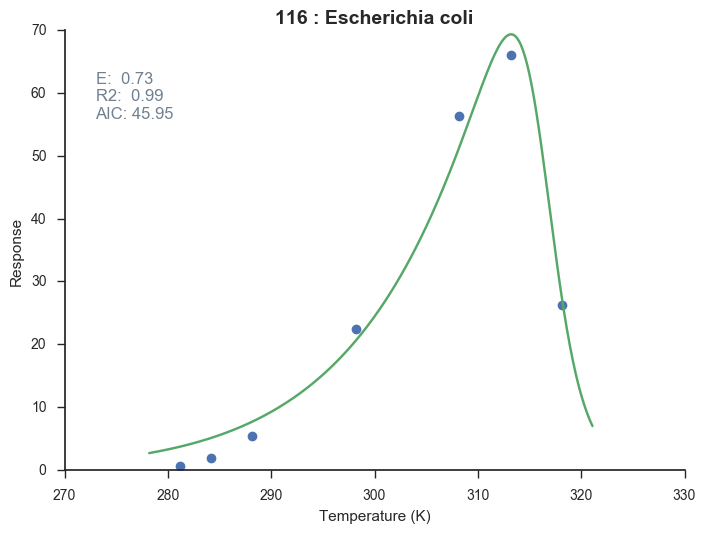 116 : Escherichia coli
E: 0.73
R2: 0.99
AIC: 45.95
70
60
50
40
30
20
10
0
Response
270 280 290 300 310 320 330
Temperature (K)